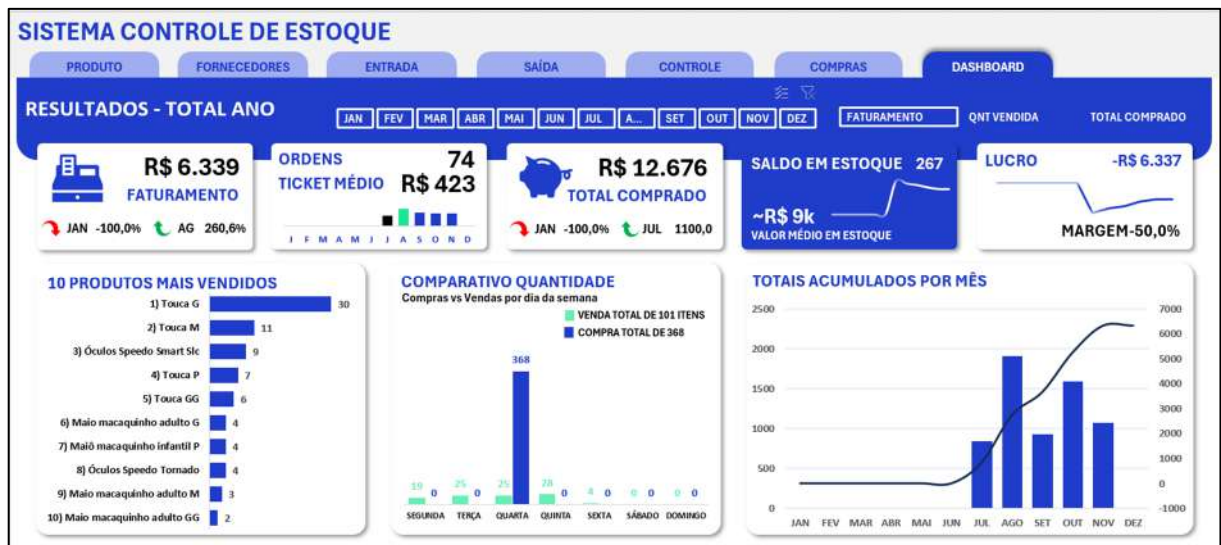 SISTEMA CONTROLE DE ESTOQUE
PRODUTO FORNECEDORES ENTRADA SAÍDA CONTROLE COMPRAS DASHBOARD
RESULTADOS - TOTAL ANO
JAN FEV MAR ABR MAI JUN JUL A... SET OUT NOV DEZ FATURAMENTO QNT VENDIDA TOTAL COMPRADO
R$ 6.339
FATURAMENTO
JAN -100,0% AG 260,6%
ORDENS 74
TICKET MÉDIO R$ 423
J F M A M J J A S O N D
R$ 12.676
TOTAL COMPRADO
JAN -100,0% JUL 1100,0
SALDO EM ESTOQUE 267
~R$ 9k
VALOR MÉDIO EM ESTOQUE
LUCRO -R$ 6.337
MARGEM-50,0%
10 PRODUTOS MAIS VENDIDOS
1) Touca G 30
2) Touca M 11
3) Óculos Speedo Smart Slc 9
4) Touca P 7
5) Touca GG 6
6) Maio macaquinho adulto G 4
7) Maiô macaquinho infantil P 4
8) Óculos Speedo Tornado 4
9) Maio macaquinho adulto M 3
10) Maio macaquinho adulto GG 2
COMPARATIVO QUANTIDADE
Compras vs Vendas por dia da semana
VENDA TOTAL DE 101 ITENS
COMPRA TOTAL DE 368
368
19 0 25 0 25 28 0 4 0 0 0 0 0
SEGUNDA TERÇA QUARTA QUINTA SEXTA SÁBADO DOMINGO
TOTAIS ACUMULADOS POR MÊS
2500 7000
6000
2000 5000
4000
1500 3000
1000 2000
1000
500 0
0 -1000
JAN FEV MAR ABR MAI JUN JUL AGO SET OUT NOV DEZ